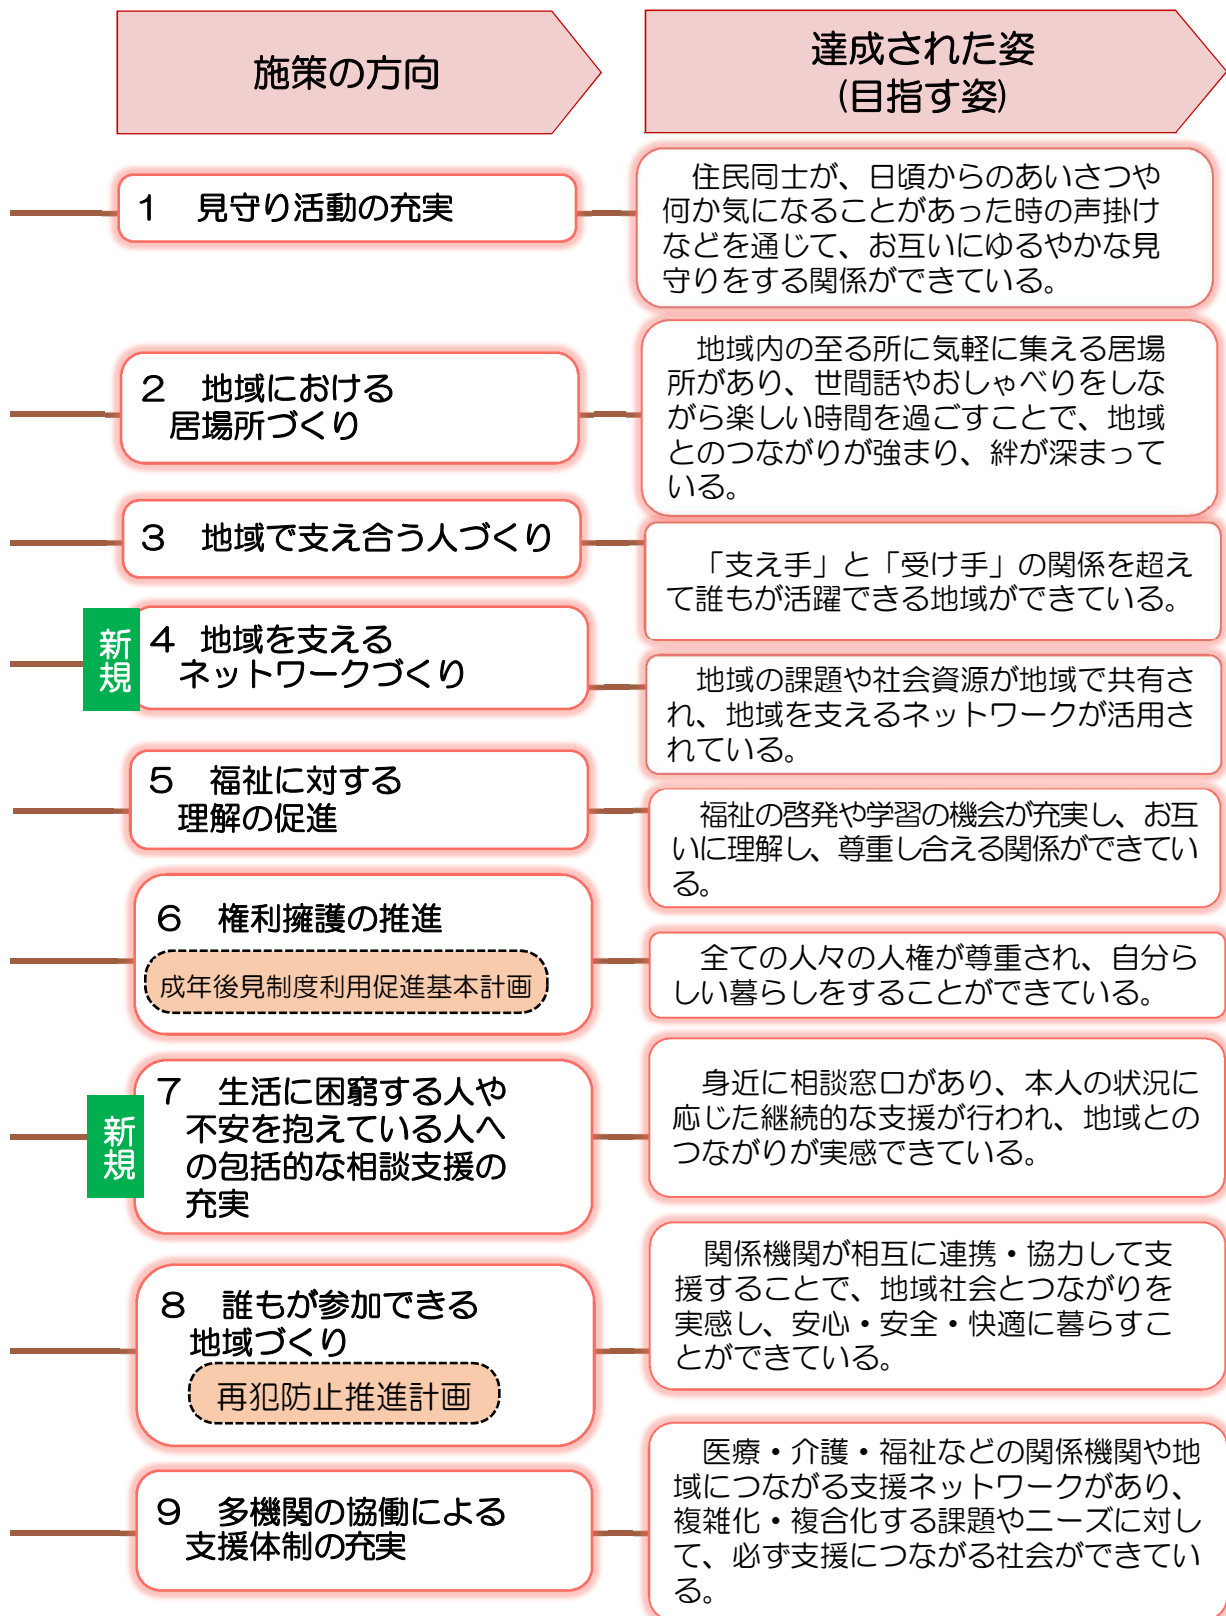 施策の方向
達成された姿
(目指す姿)
1　見守り活動の充実
住民同士が、日頃からのあいさつや
何か気になることがあった時の声掛け
などを通じて、お互いにゆるやかな見
守りをする関係ができている。
2　地域における
居場所づくり
地域内の至る所に気軽に集える居場
所があり、世間話やおしゃべりをしな
がら楽しい時間を過ごすことで、地域
とのつながりが強まり、絆が深まって
いる。
3　地域で支え合う人づくり
「支え手」と「受け手」の関係を超え
て誰もが活躍できる地域ができている。
新規
4　地域を支える
ネットワークづくり
地域の課題や社会資源が地域で共有さ
れ、地域を支えるネットワークが活用さ
れている。
5　福祉に対する
理解の促進
福祉の啓発や学習の機会が充実し、お互
いに理解し、尊重し合える関係ができてい
る。
6　権利擁護の推進
成年後見制度利用促進基本計画
全ての人々の人権が尊重され、自分ら
しい暮らしをすることができている。
新規
7　生活に困窮する人や
不安を抱えている人へ
の包括的な相談支援の
充実
身近に相談窓口があり、本人の状況に
応じた継続的な支援が行われ、地域との
つながりが実感できている。
8　誰もが参加できる
地域づくり
再犯防止推進計画
関係機関が相互に連携・協力して支
援することで、地域社会とつながりを
実感し、安心・安全・快適に暮らすこ
とができている。
9　多機関の協働による
支援体制の充実
医療・介護・福祉などの関係機関や地
域につながる支援ネットワークがあり、
複雑化・複合化する課題やニーズに対し
て、必ず支援につながる社会ができてい
る。